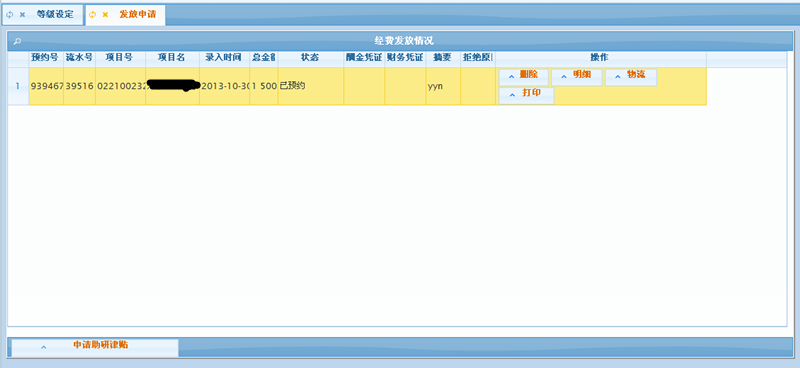 等级设定 发放申请
经费发放情况
预约号 流水号 项目号 项目名 录入时间 总金额 状态 酬金凭证 财务凭证 摘要 拒绝原因 操作
1 939467 39516 022100232 2013-10-30 1 500 已预约 yyn 删除 明细 物流
打印
申请助研津贴